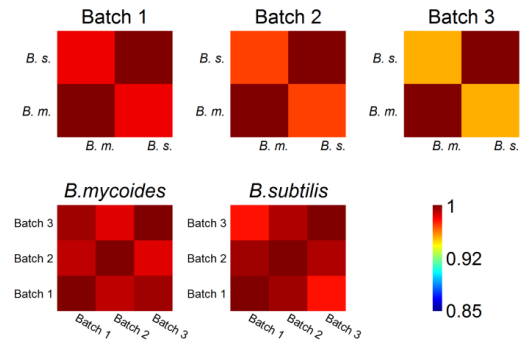 Batch 1 Batch 2 Batch 3
B. s. B. s. B. s.
B. m. B. m. B. m.
B. m. B. s. B. m. B. s. B. m. B. s.
B.mycoides B.subtilis
Batch 3 Batch 3 1
Batch 2 Batch 2 0.92
Batch 1 Batch 1 0.85
Batch 1 Batch 2 Batch 3 Batch 1 Batch 2 Batch 3